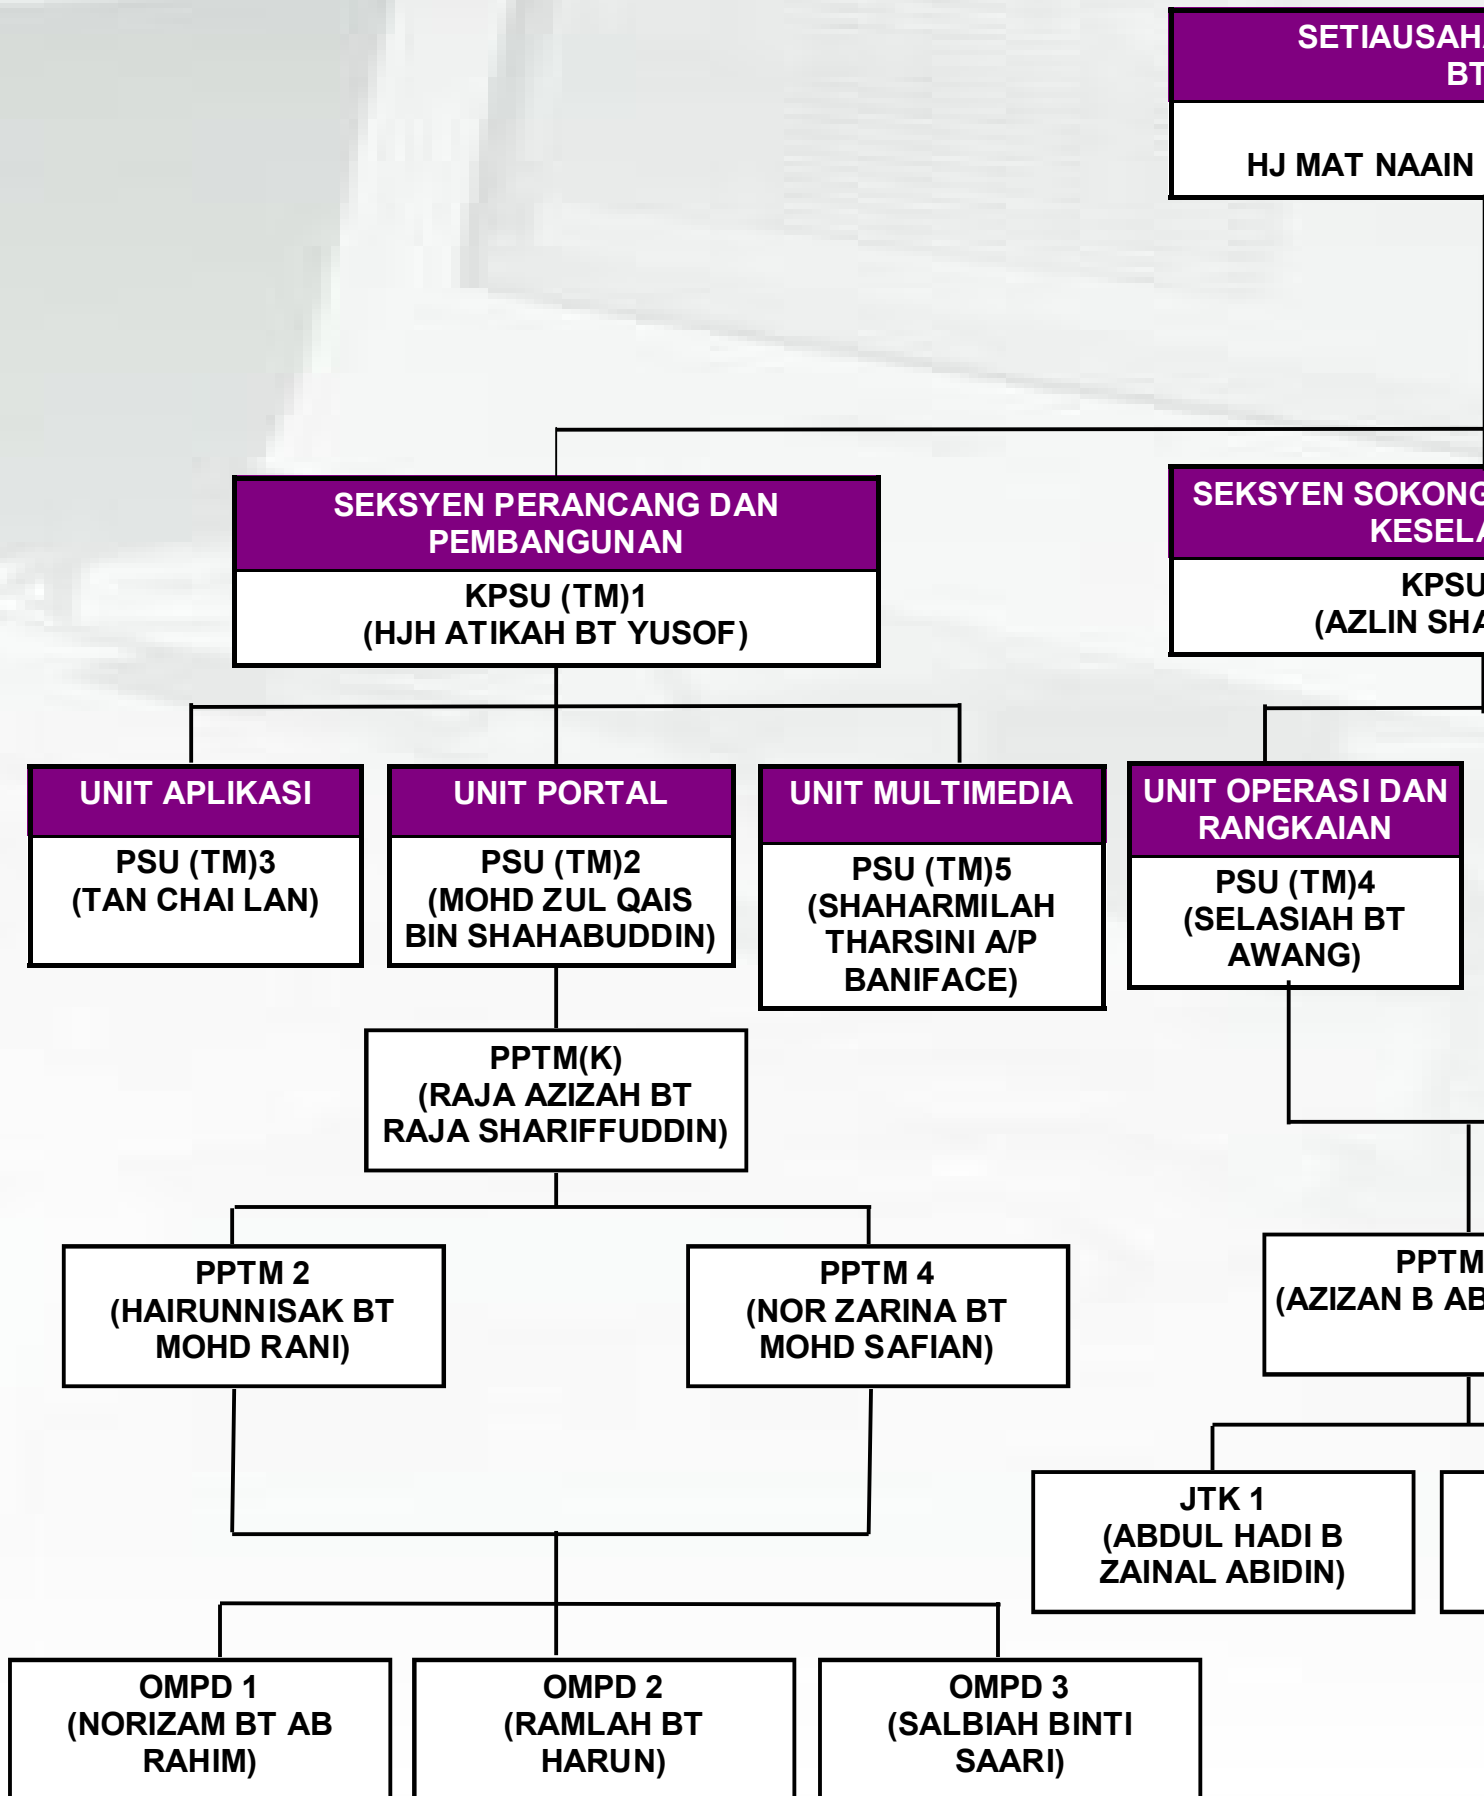 SETIAUSAHA
BT
HJ MAT NAAIN
SEKSYEN PERANCANG DAN
PEMBANGUNAN
KPSU (TM)1
(HJH ATIKAH BT YUSOF)
SEKSYEN SOKONG
KESELA
KPSU
(AZLIN SHA
UNIT APLIKASI
PSU (TM)3
(TAN CHAI LAN)
UNIT PORTAL
PSU (TM)2
(MOHD ZUL QAIS
BIN SHAHABUDDIN)
UNIT MULTIMEDIA
PSU (TM)5
(SHAHARMILAH
THARSINI A/P
BANIFACE)
UNIT OPERASI DAN
RANGKAIAN
PSU (TM)4
(SELASIAH BT
AWANG)
PPTM(K)
(RAJA AZIZAH BT
RAJA SHARIFFUDDIN)
PPTM 2
(HAIRUNNISAK BT
MOHD RANI)
PPTM 4
(NOR ZARINA BT
MOHD SAFIAN)
PPTM
(AZIZAN B AB
JTK 1
(ABDUL HADI B
ZAINAL ABIDIN)
OMPD 1
(NORIZAM BT AB
RAHIM)
OMPD 2
(RAMLAH BT
HARUN)
OMPD 3
(SALBIAH BINTI
SAARI)